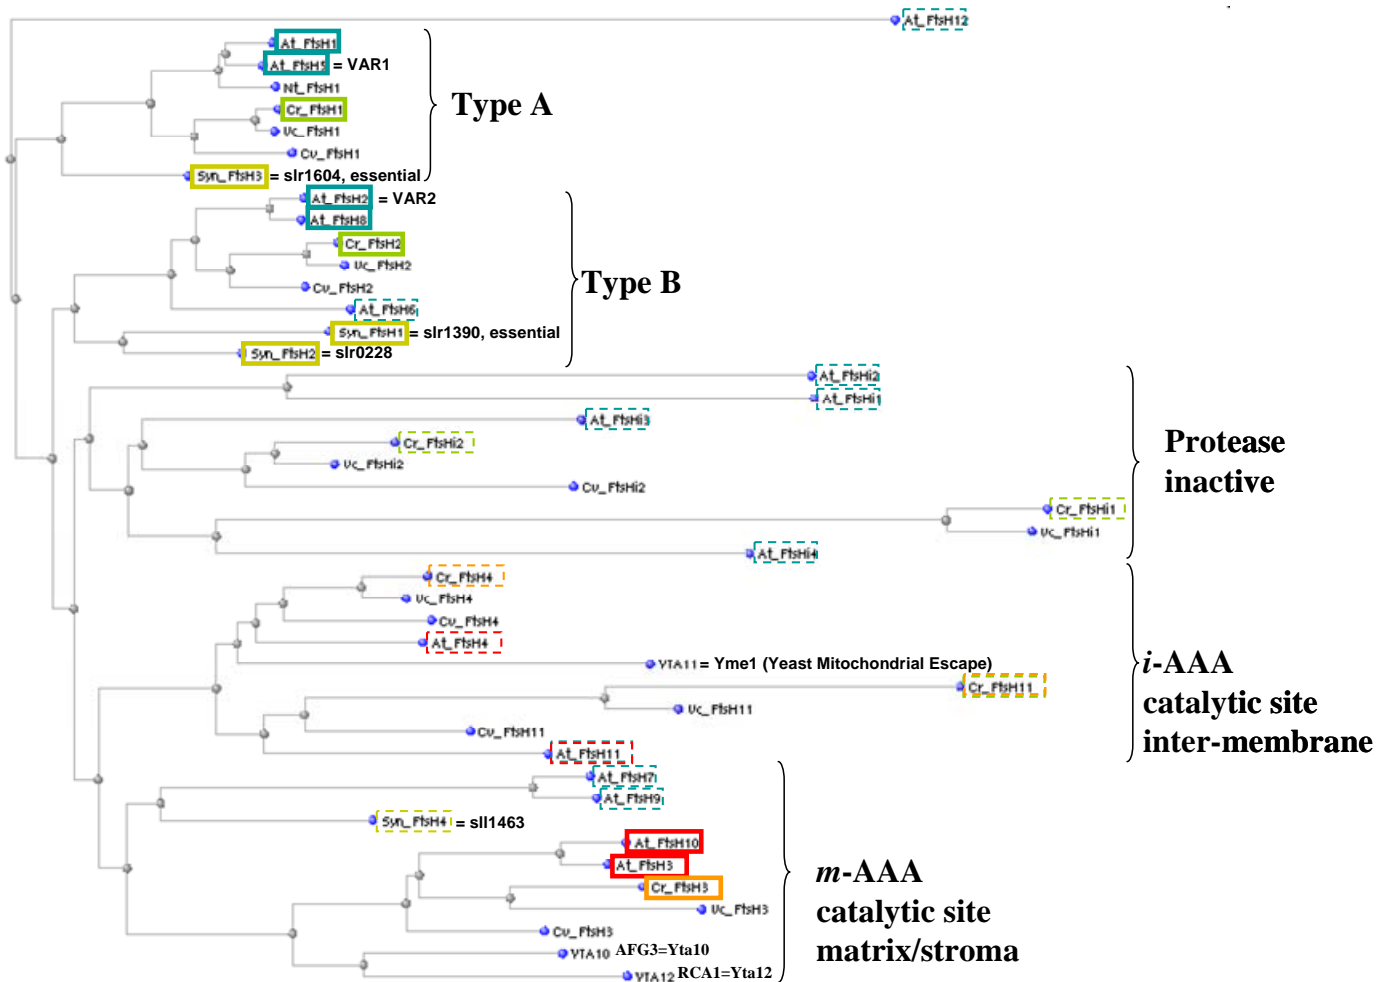 At_FtsH12
At_FtsH1
At_FtsH5 = VAR1
Nt_FtsH1
Cr_FtsH1
Vc_FtsH1
Cv_FtsH1
Syn_FtsH3 = slr1604, essential
Type A
At_FtsH2 = VAR2
At_FtsH8
Cr_FtsH2
Vc_FtsH2
Cv_FtsH2
At_FtsH6
Syn_FtsH1 = slr1390, essential
Syn_FtsH2 = slr0228
Type B
At_FtsHi2
At_FtsHi1
At_FtsHi3
Cr_FtsHi2
Vc_FtsHi2
Cv_FtsHi2
Cr_FtsHi1
Vc_FtsHi1
At_FtsHi4
Protease
inactive
Cr_FtsH4
Vc_FtsH4
Cv_FtsH4
At_FtsH4
YTA11 = Yme1 (Yeast Mitochondrial Escape)
Cr_FtsH11
Vc_FtsH11
Cv_FtsH11
At_FtsH11
i-AAA
catalytic site
inter-membrane
At_FtsH7
At_FtsH9
Syn_FtsH4 = sll1463
At_FtsH10
At_FtsH3
Cr_FtsH3
Vc_FtsH3
Cv_FtsH3
YTA10 AFG3=Yta10
YTA12 RCA1=Yta12
m-AAA
catalytic site
matrix/stroma